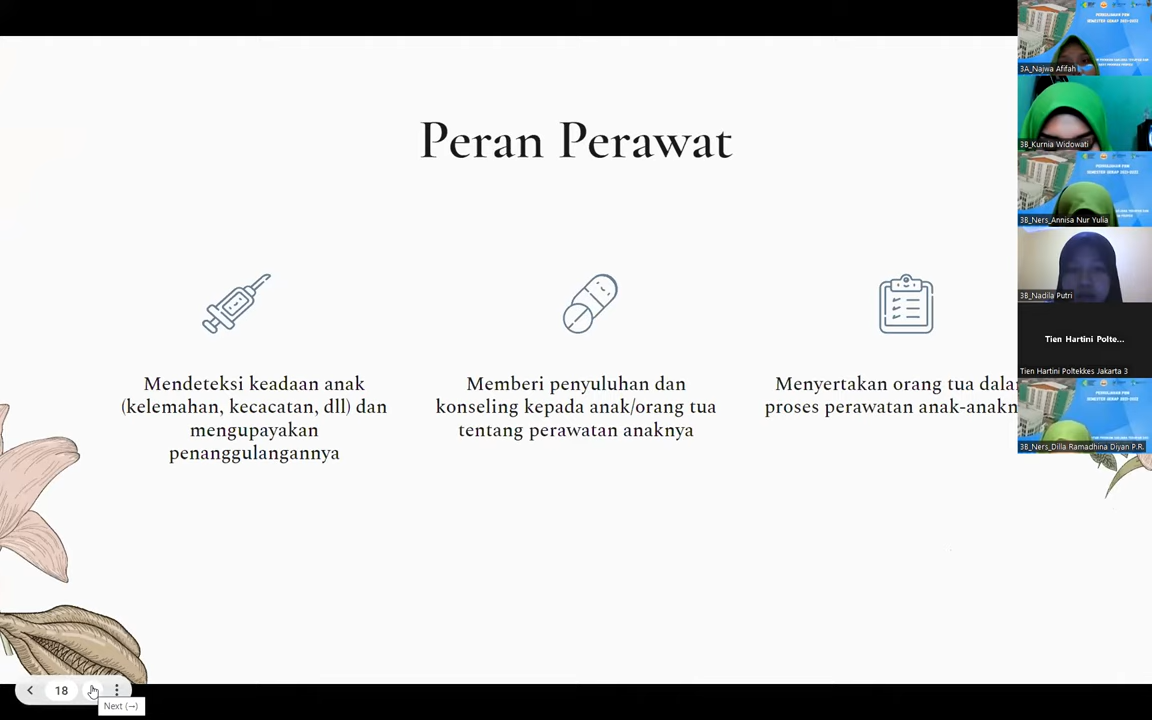 Peran Perawat
Mendeteksi keadaan anak
(kelemahan, kecacatan, dll) dan
mengupayakan
penanggulangannya
Memberi penyuluhan dan
konseling kepada anak/orang tua
tentang perawatan anaknya
Menyertakan orang tua dalam
proses perawatan anak-anakn
3A_Najwa Afifah
3B_Kurnia Widowati
3B_Ners_Annisa Nur Yulia
3B_Nadila Putri
Tien Hartini Polte...
Tien Hartini Poltekkes Jakarta 3
3B_Ners_Dilla Ramadhina Diyan P.R.
18
Next (→)